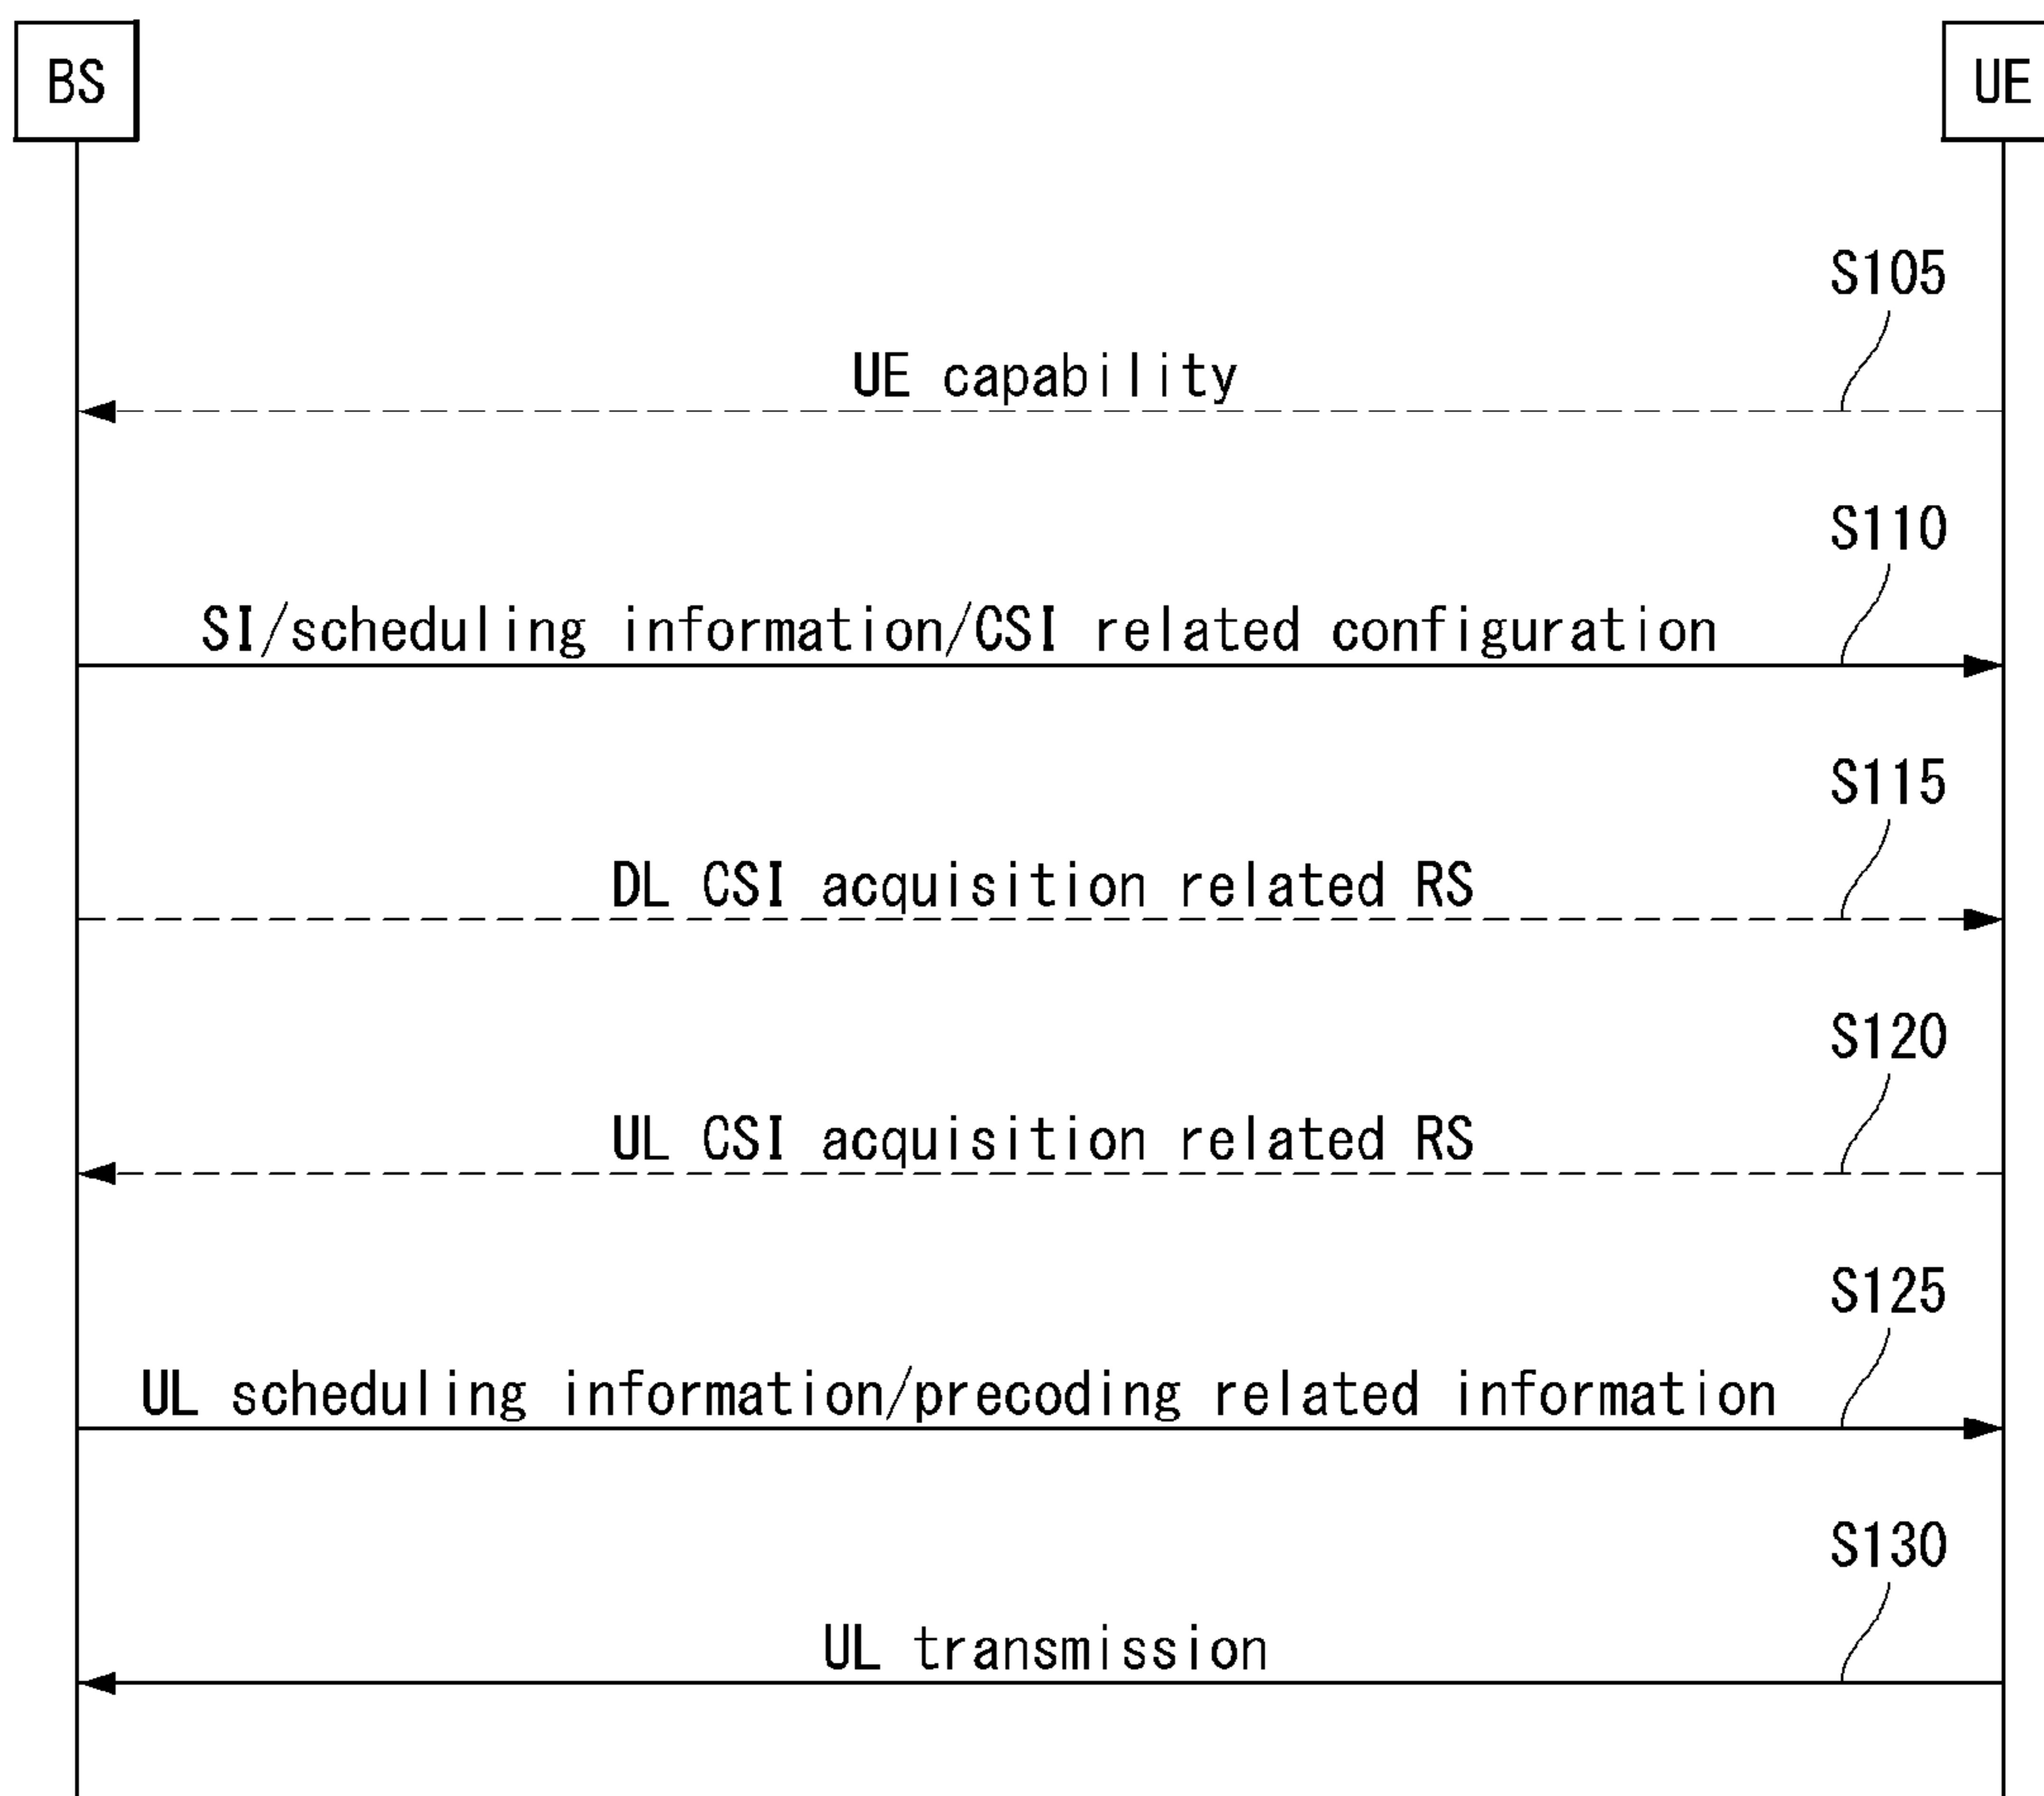 BS
UE
S105
UE capability
S110
SI/scheduling information/CSI related configuration
S115
DL CSI acquisition related RS
S120
UL CSI acquisition related RS
S125
UL scheduling information/precoding related information
S130
UL transmission